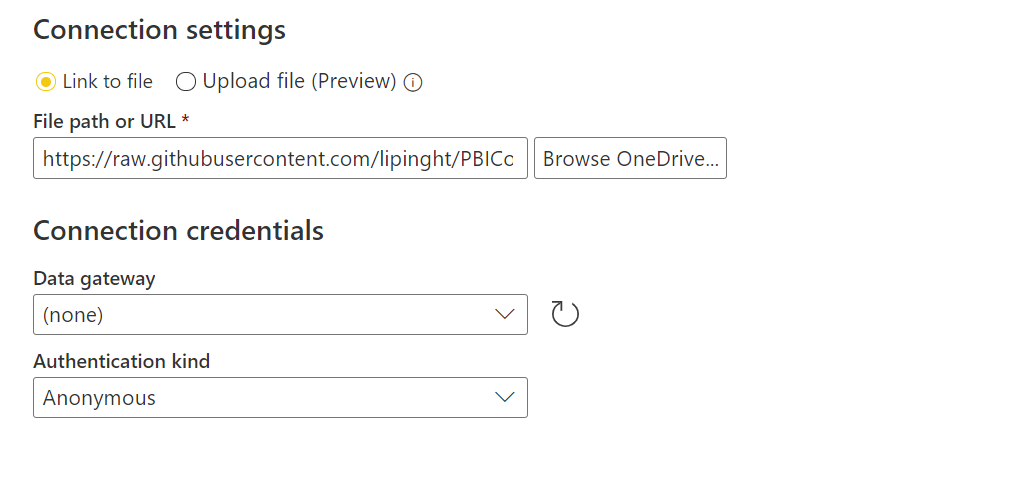 Connection settings
Link to file Upload file (Preview)
File path or URL *
https://raw.githubusercontent.com/lipinght/PBICo Browse OneDrive...
Connection credentials
Data gateway
(none)
Authentication kind
Anonymous